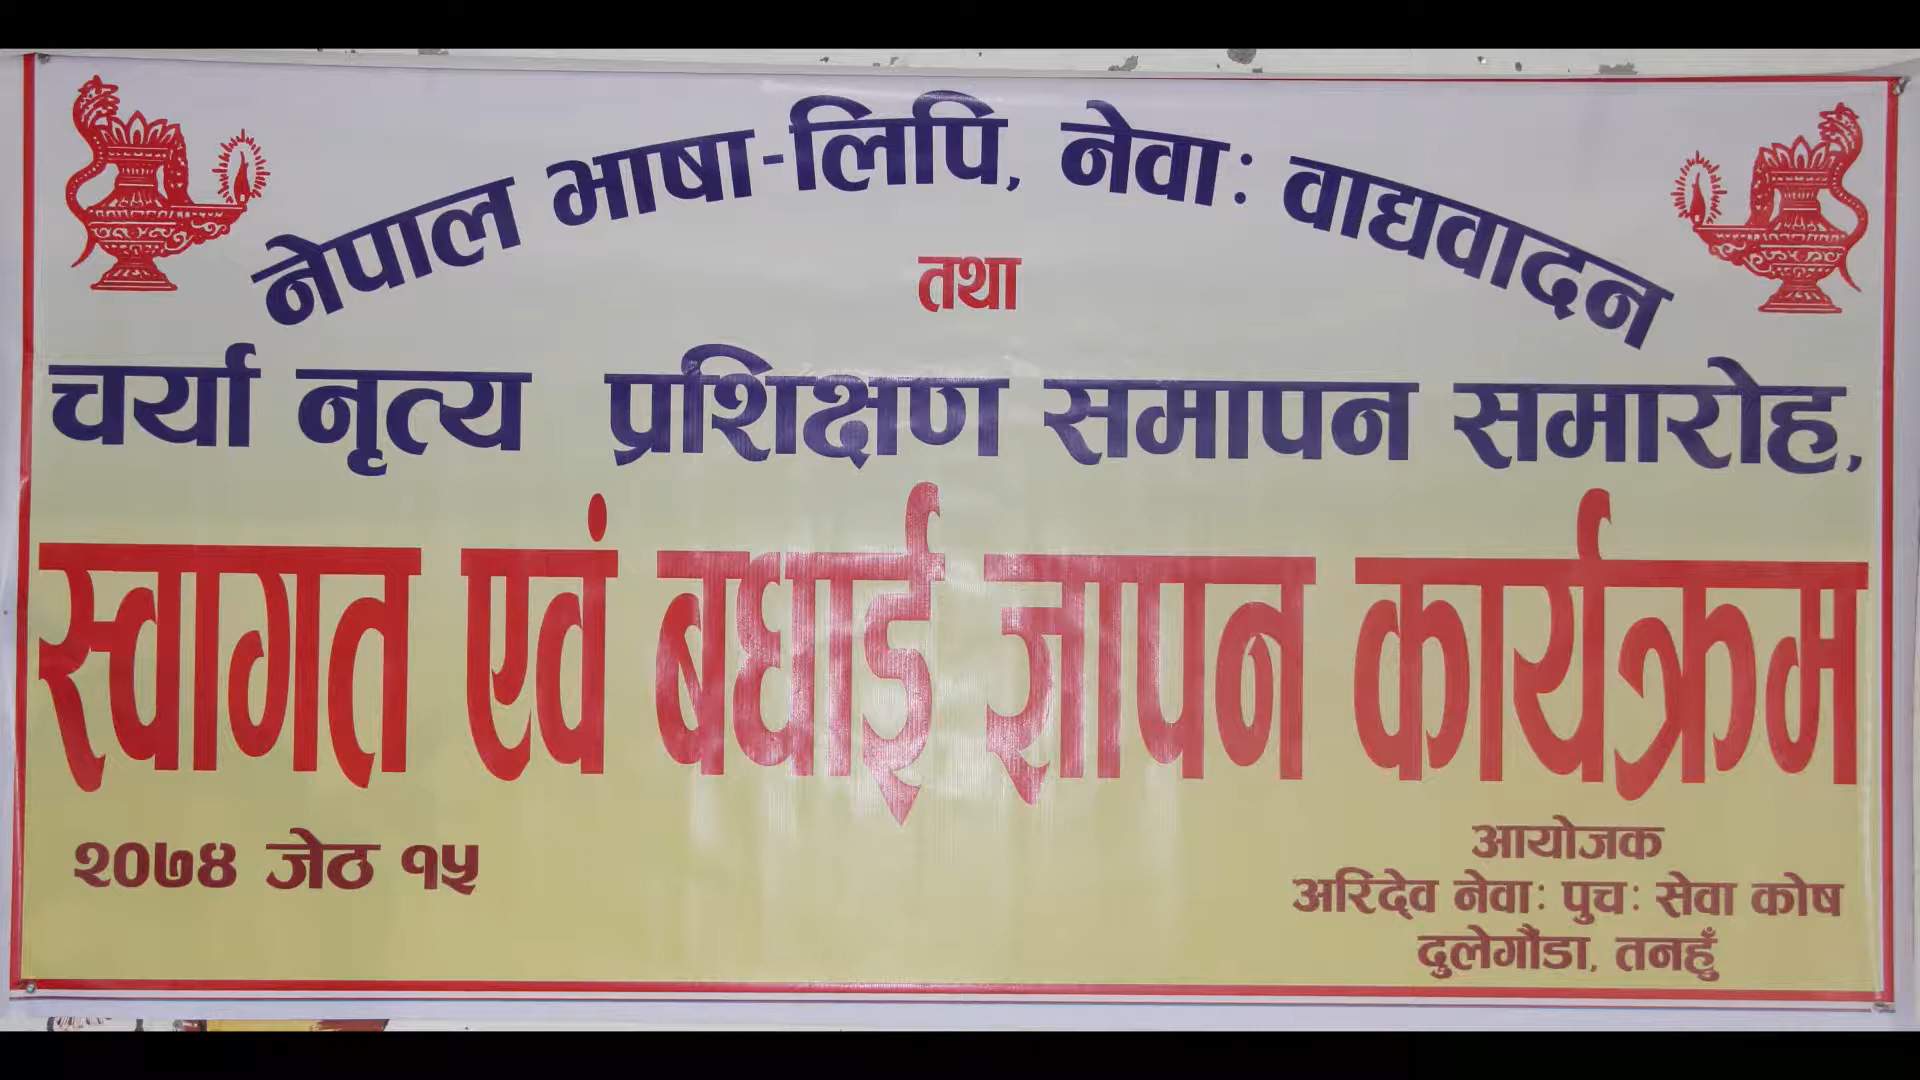 नेपाल भाषा-लिपि, नेवाः वाद्यवादन
तथा
चर्या नृत्य प्रशिक्षण समापन समारोह,
स्वागत एवं बधाई ज्ञापन कार्यक्रम
२०७४ जेठ १५
आयोजक
अरिदेव नेवाः पुचः सेवा कोष
दुलेगौंडा, तनहुँ